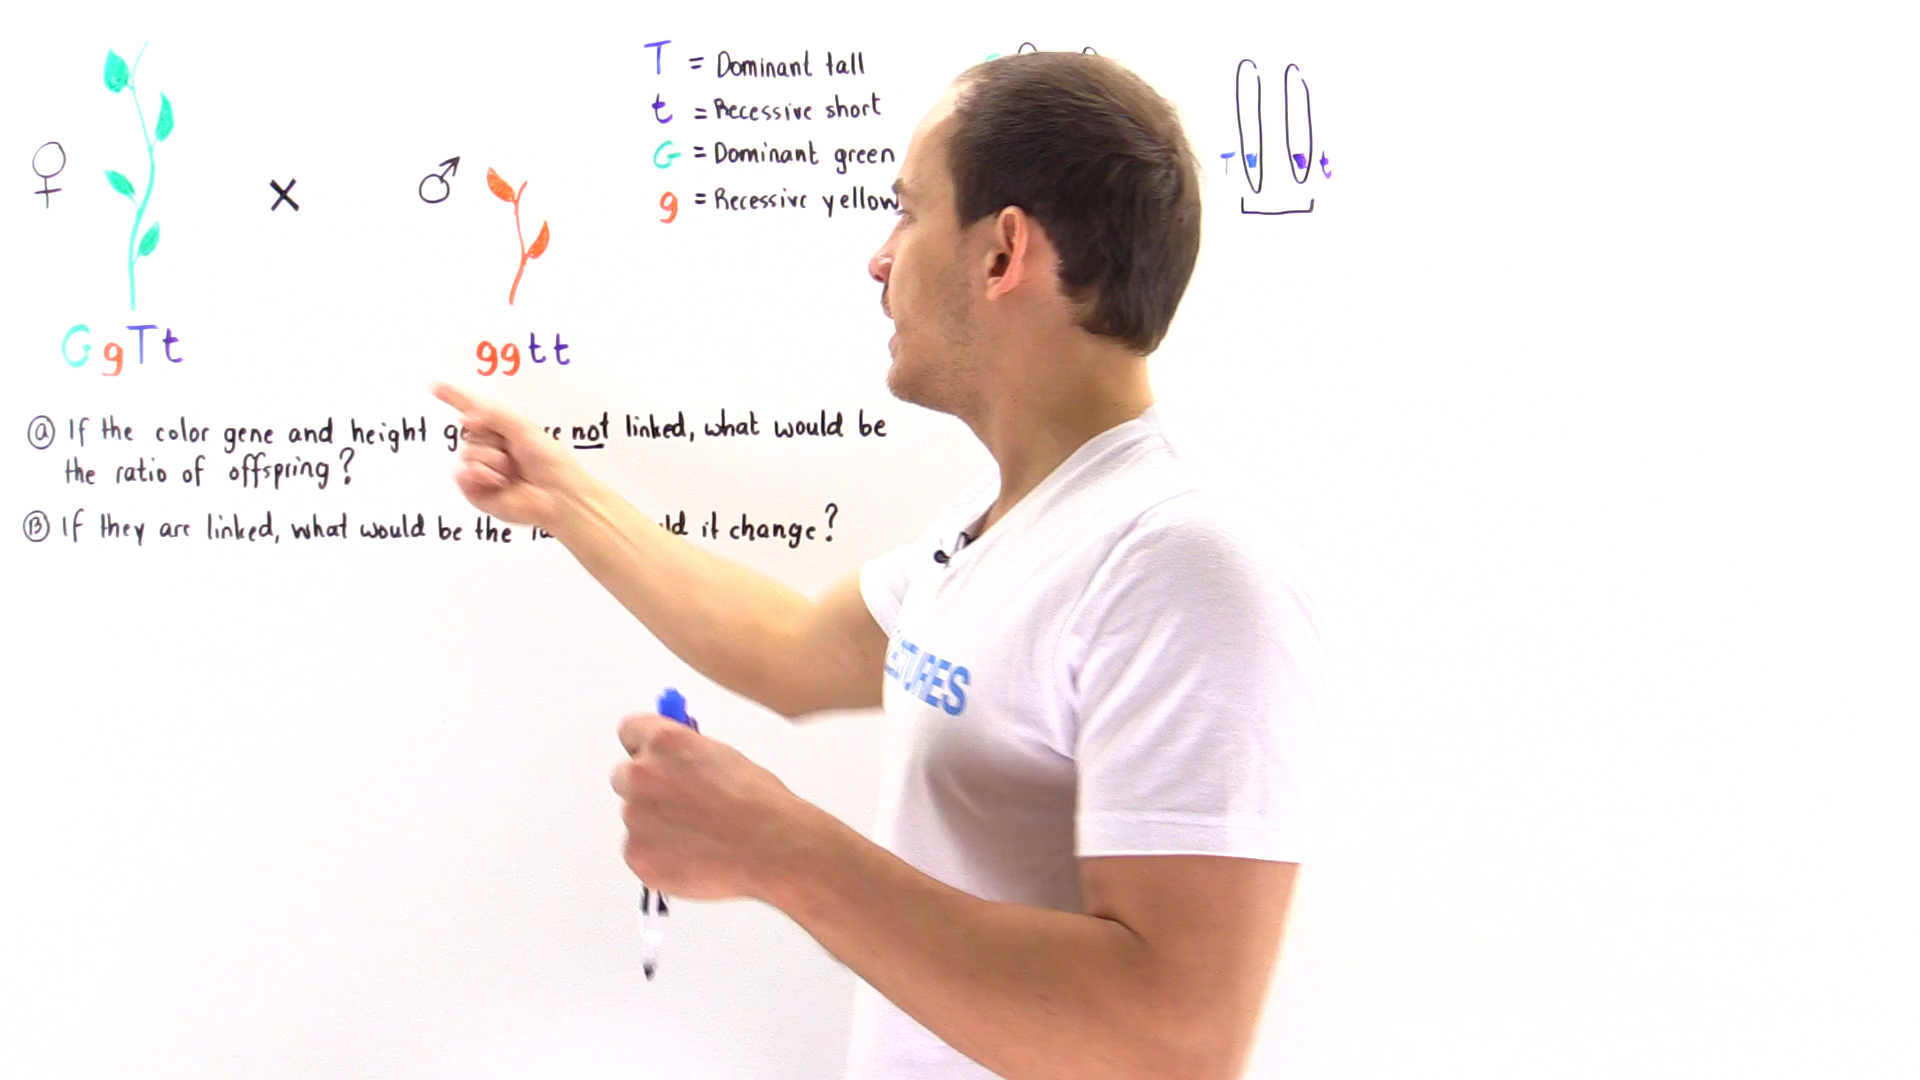 T = Dominant tall
t = Recessive short
G = Dominant green
g = Recessive yellow
T t
♀ X ♂
GgTt ggtt
Ⓐ If the color gene and height not linked, what would be
the ratio of offspring?
Ⓑ If they are linked, what would be the it change?